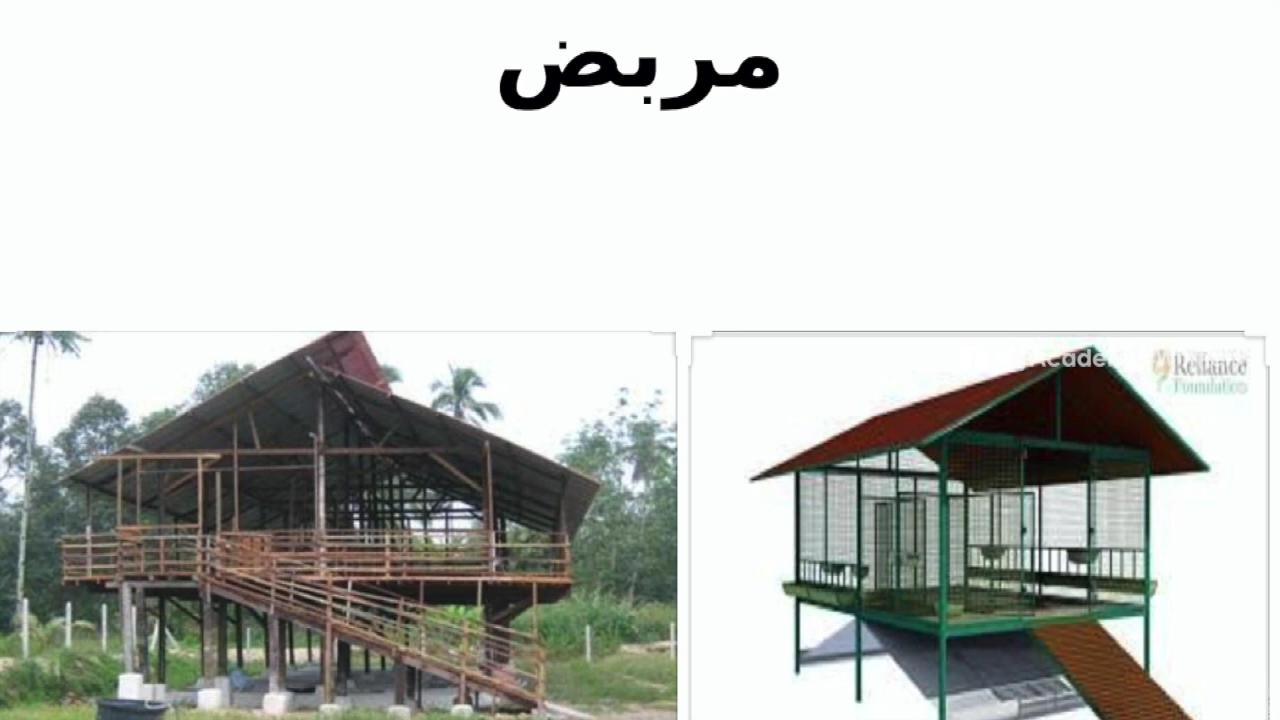 مربض
Reliance
Foundation